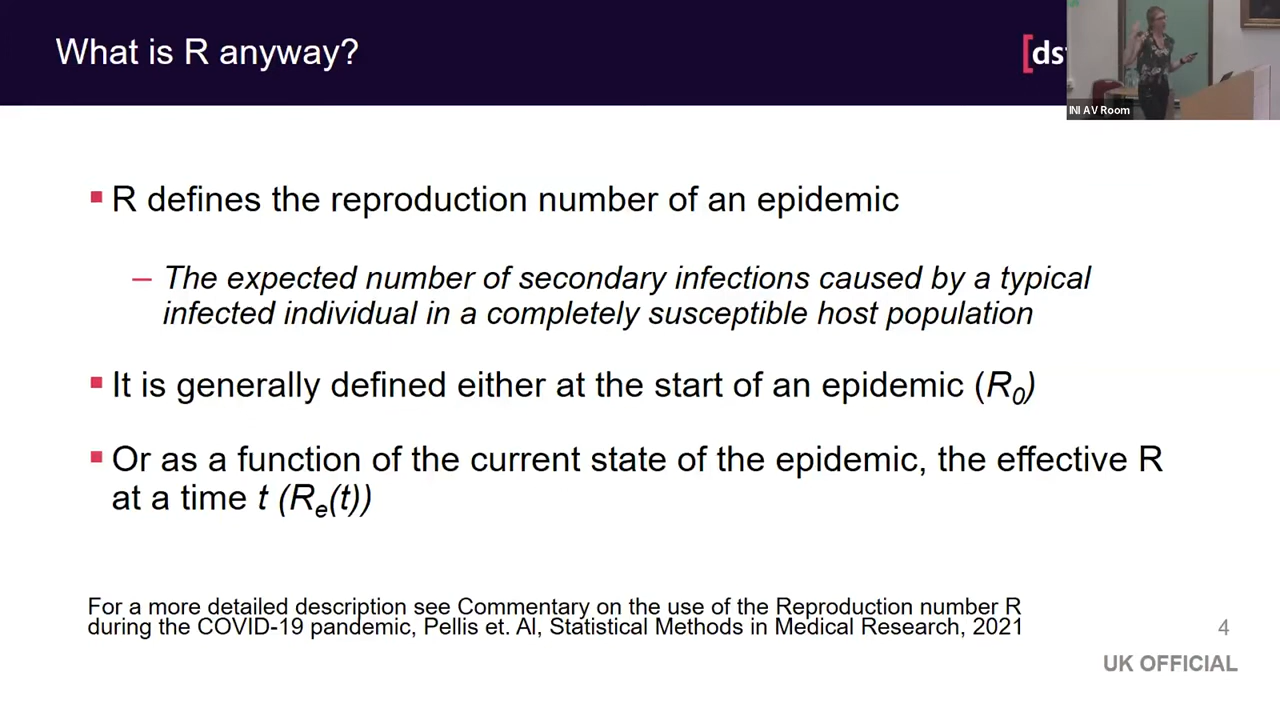 What is R anyway?
[ds
INI AV Room
R defines the reproduction number of an epidemic
– The expected number of secondary infections caused by a typical
infected individual in a completely susceptible host population
It is generally defined either at the start of an epidemic (R₀)
Or as a function of the current state of the epidemic, the effective R
at a time t (Rₑ(t))
For a more detailed description see Commentary on the use of the Reproduction number R
during the COVID-19 pandemic, Pellis et. Al, Statistical Methods in Medical Research, 2021
4
UK OFFICIAL